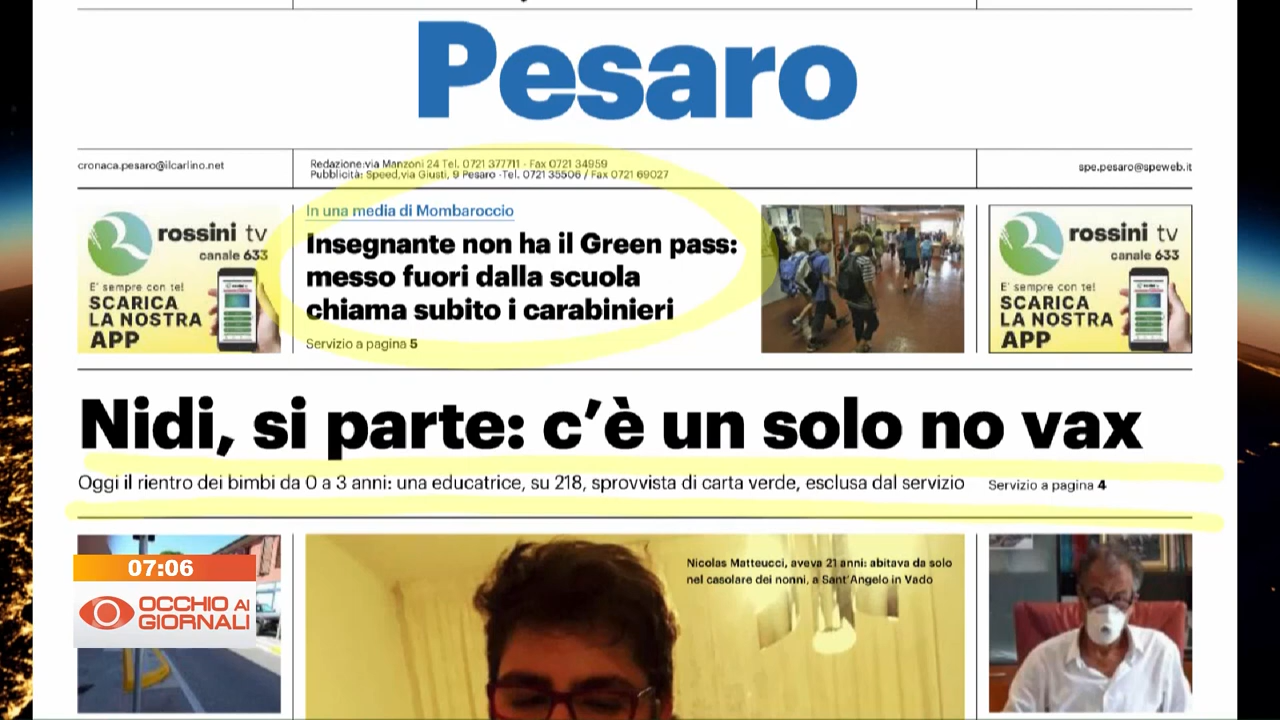 Pesaro
cronaca.pesaro@ilcarlino.net
Redazione:via Manzoni 24 Tel. 0721 377711 - Fax 0721 34959
Pubblicità: Speed,via Giusti, 9 Pesaro -Tel. 0721 35506 / Fax 0721 69027
spe.pesaro@speweb.it
rossini tv
canale 633
E' sempre con te!
SCARICA
LA NOSTRA
APP
In una media di Mombaroccio
Insegnante non ha il Green pass:
messo fuori dalla scuola
chiama subito i carabinieri
Servizio a pagina 5
rossini tv
canale 633
E' sempre con te!
SCARICA
LA NOSTRA
APP
Nidi, si parte: c'è un solo no vax
Oggi il rientro dei bimbi da 0 a 3 anni: una educatrice, su 218, sprovvista di carta verde, esclusa dal servizio
Servizio a pagina 4
07:06
OCCHIO AI
GIORNALI
Nicolas Matteucci, aveva 21 anni: abitava da solo
nel casolare dei nonni, a Sant'Angelo in Vado